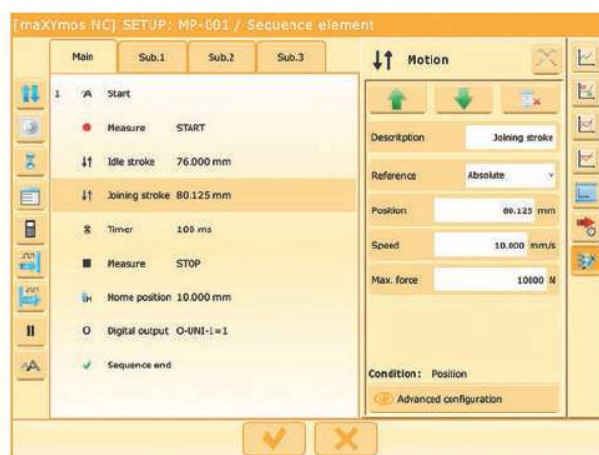 [maXYmos NC] SETUP: MP-001 / Sequence element
Main Sub.1 Sub.2 Sub.3
1 Start
Measure START
Idle stroke 76.000 mm
Joining stroke 80.125 mm
Timer 100 ms
Measure STOP
Home position 10.000 mm
Digital output O-UNI-1=1
Sequence end
Motion
Descritption Joining stroke
Reference Absolute
Position 80.125 mm
Speed 10.000 mm/s
Max. force 10000 N
Condition: Position
Advanced configuration